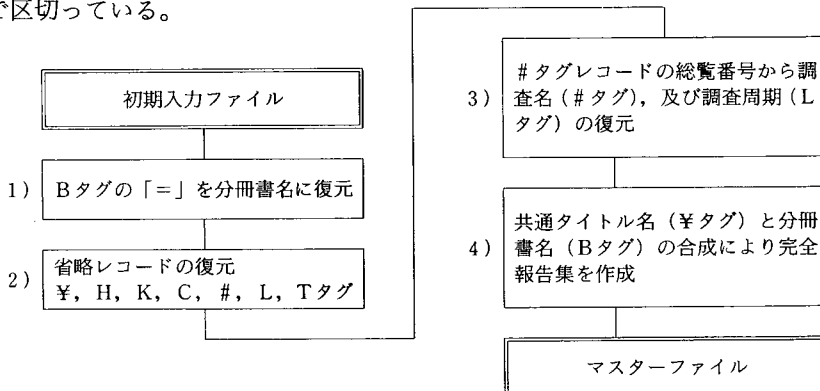 で区切っている。
初期入力ファイル
1) Bタグの「=」を分冊書名に復元
2) 省略レコードの復元
¥, H, K, C, #, L, Tタグ
#タグレコードの総覧番号から調
3) 査名(#タグ), 及び調査周期(L
タグ) の復元
共通タイトル名 (¥タグ) と分冊
4) 書名 (Bタグ) の合成により完全
報告集を作成
マスターファイル